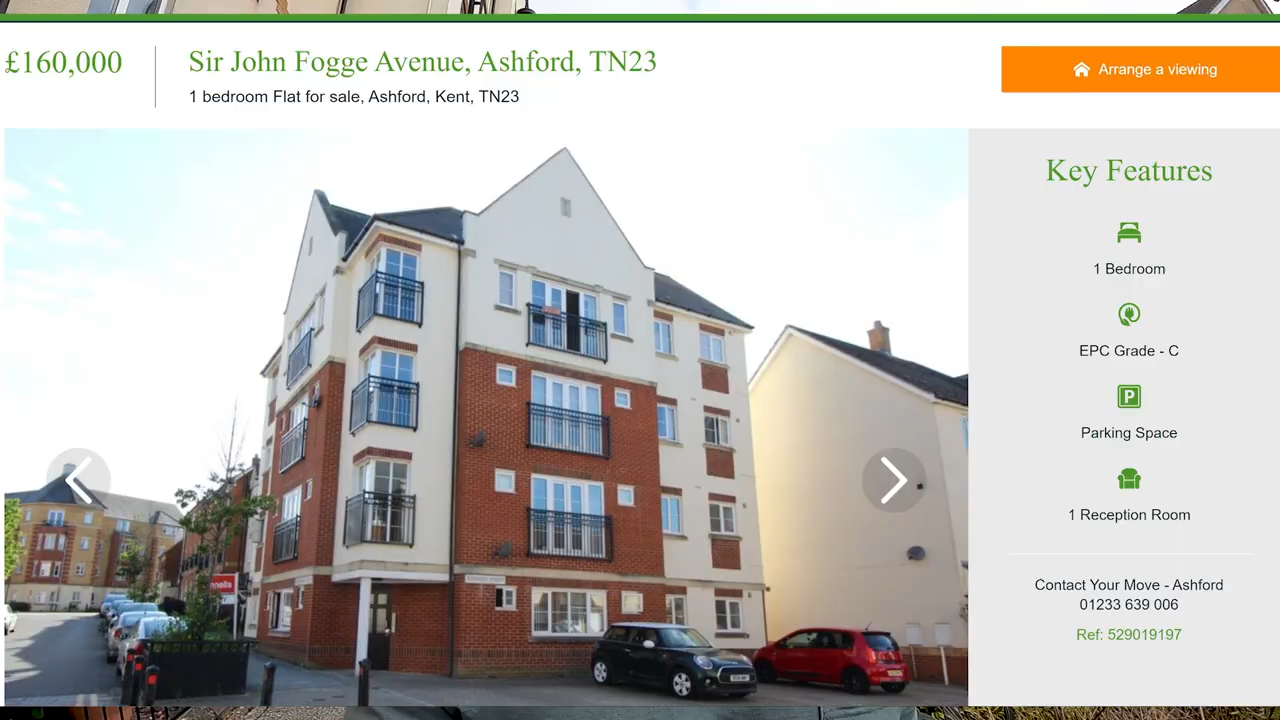 £160,000
Sir John Fogge Avenue, Ashford, TN23
1 bedroom Flat for sale, Ashford, Kent, TN23
Arrange a viewing
Key Features
1 Bedroom
EPC Grade - C
P
Parking Space
1 Reception Room
Contact Your Move - Ashford
01233 639 006
Ref: 529019197